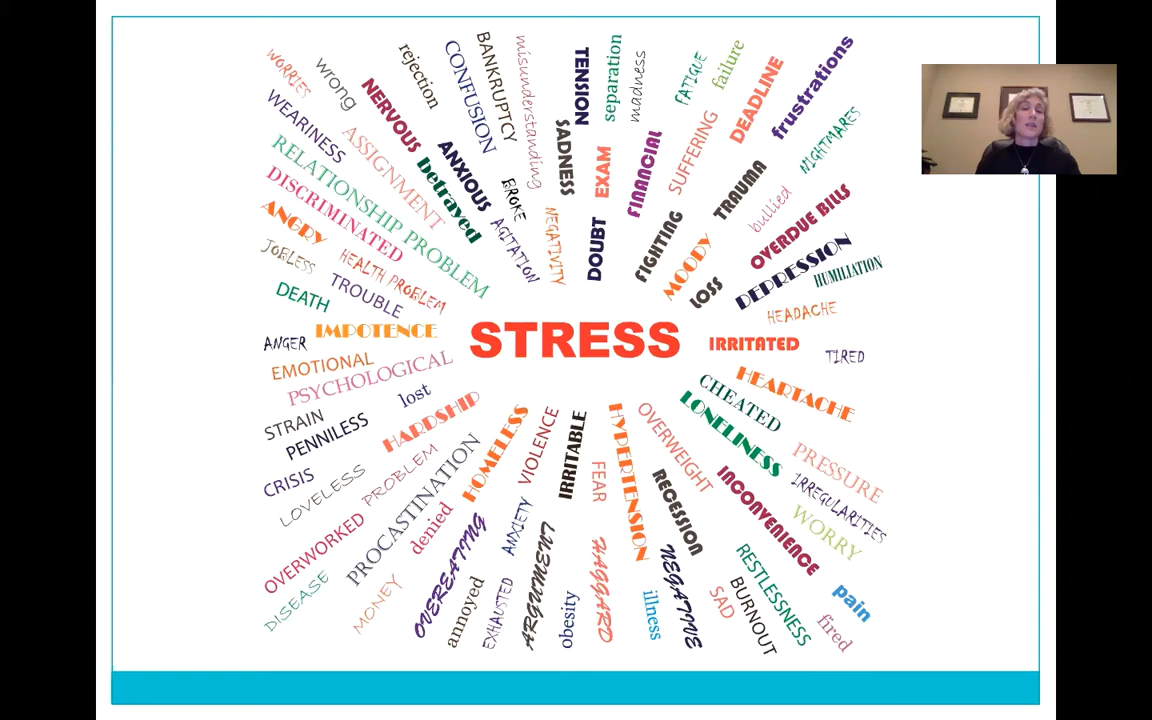 WORRIES
wrong
rejection
CONFUSION
BANKRUPTCY
misunderstanding
TENSION
separation
madness
FATIGUE
failure
DEADLINE
frustrations
WEARINESS
NERVOUS
ASSIGNMENT
ANXIOUS
SADNESS
EXAM
FINANCIAL
SUFFERING
TRAUMA
NIGHTMARES
RELATIONSHIP PROBLEM
betrayed
BROKE
AGITATION
NEGATIVITY
DOUBT
FIGHTING
MOODY
LOSS
bullied
OVERDUE BILLS
DISCRIMINATED
ANGRY
JOBLESS
HEALTH PROBLEM
TROUBLE
DEATH
DEPRESSION
HUMILIATION
HEADACHE
ANGER
IMPOTENCE
STRESS
IRRITATED
TIRED
EMOTIONAL
PSYCHOLOGICAL
lost
HEARTACHE
CHEATED
LONELINESS
STRAIN
PENNILESS
HARDSHIP
CRISIS
LOVELESS
PROBLEM
PROCASTINATION
HOMELESS
VIOLENCE
IRRITABLE
FEAR
HYPERTENSION
OVERWEIGHT
RECESSION
INCONVENIENCE
PRESSURE
IRREGULARITIES
WORRY
OVERWORKED
denied
OVEREATING
ANXIETY
ARGUMENT
HAGGARD
NEGATIVE
RESTLESSNESS
DISEASE
MONEY
annoyed
EXHAUSTED
obesity
illness
SAD
BURNOUT
pain
fired